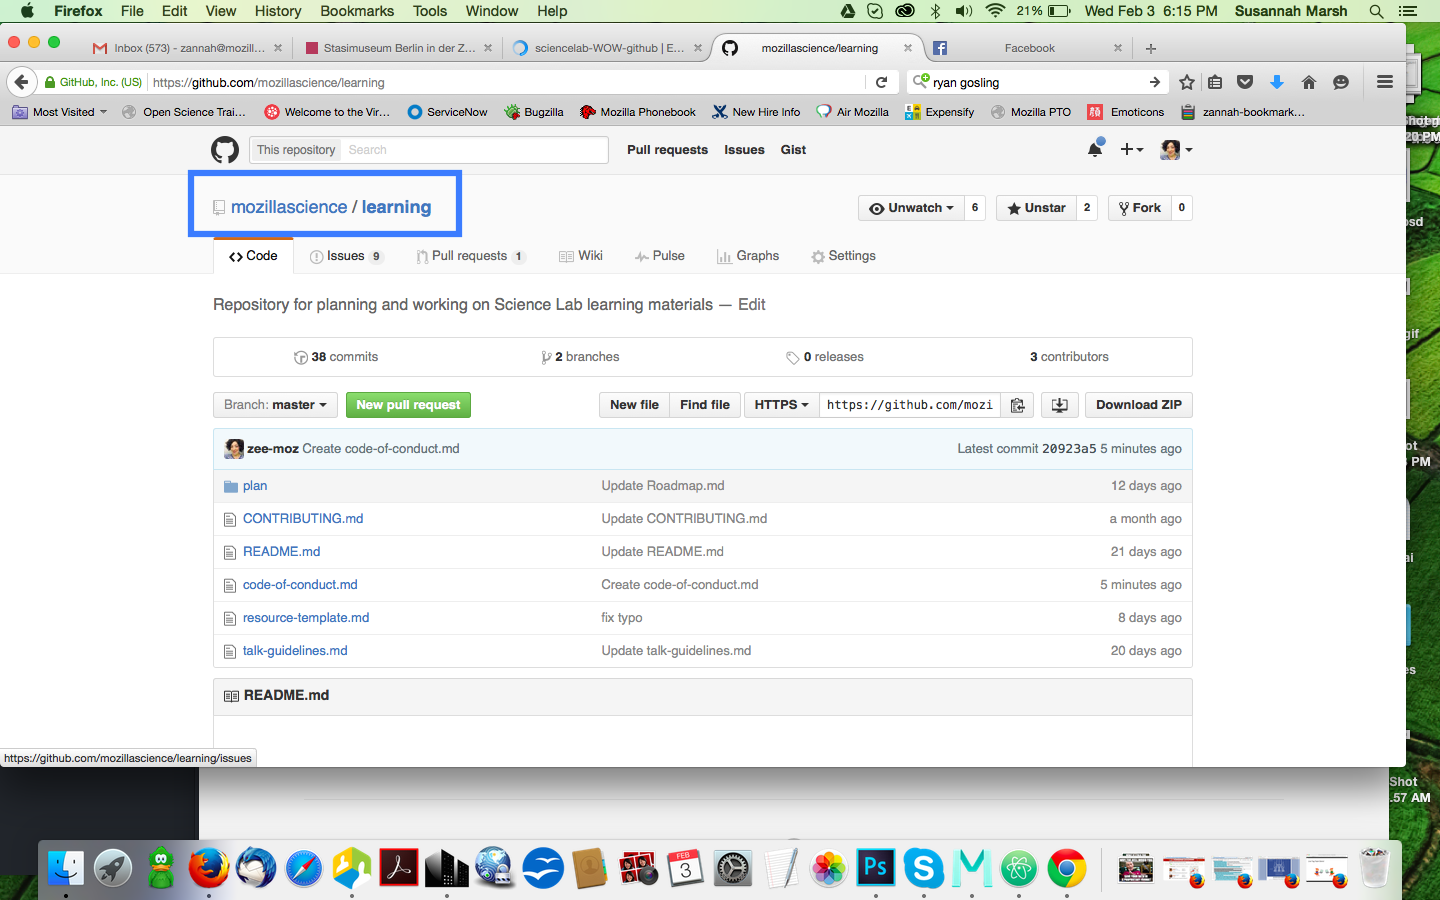 Firefox File Edit View History Bookmarks Tools Window Help 21% Wed Feb 3 6:15 PM Susannah Marsh
Inbox (573) - zannah@mozill... Stasimuseum Berlin in der Z... sciencelab-WOW-github | E... mozillascience/learning Facebook
GitHub, Inc. (US) https://github.com/mozillascience/learning ryan gosling
Most Visited Open Science Trai... Welcome to the Vir... ServiceNow Bugzilla Mozilla Phonebook New Hire Info Air Mozilla Expensify Mozilla PTO Emoticons zannah-bookmark...
This repository Search Pull requests Issues Gist
mozillascience / learning Unwatch 6 Unstar 2 Fork 0
Code Issues 9 Pull requests 1 Wiki Pulse Graphs Settings
Repository for planning and working on Science Lab learning materials — Edit
38 commits 2 branches 0 releases 3 contributors
Branch: master New pull request New file Find file HTTPS https://github.com/mozi Download ZIP
zee-moz Create code-of-conduct.md Latest commit 20923a5 5 minutes ago
plan Update Roadmap.md 12 days ago
CONTRIBUTING.md Update CONTRIBUTING.md a month ago
README.md Update README.md 21 days ago
code-of-conduct.md Create code-of-conduct.md 5 minutes ago
resource-template.md fix typo 8 days ago
talk-guidelines.md Update talk-guidelines.md 20 days ago
README.md
https://github.com/mozillascience/learning/issues
Shot
.57 AM
FEB
3
Ps